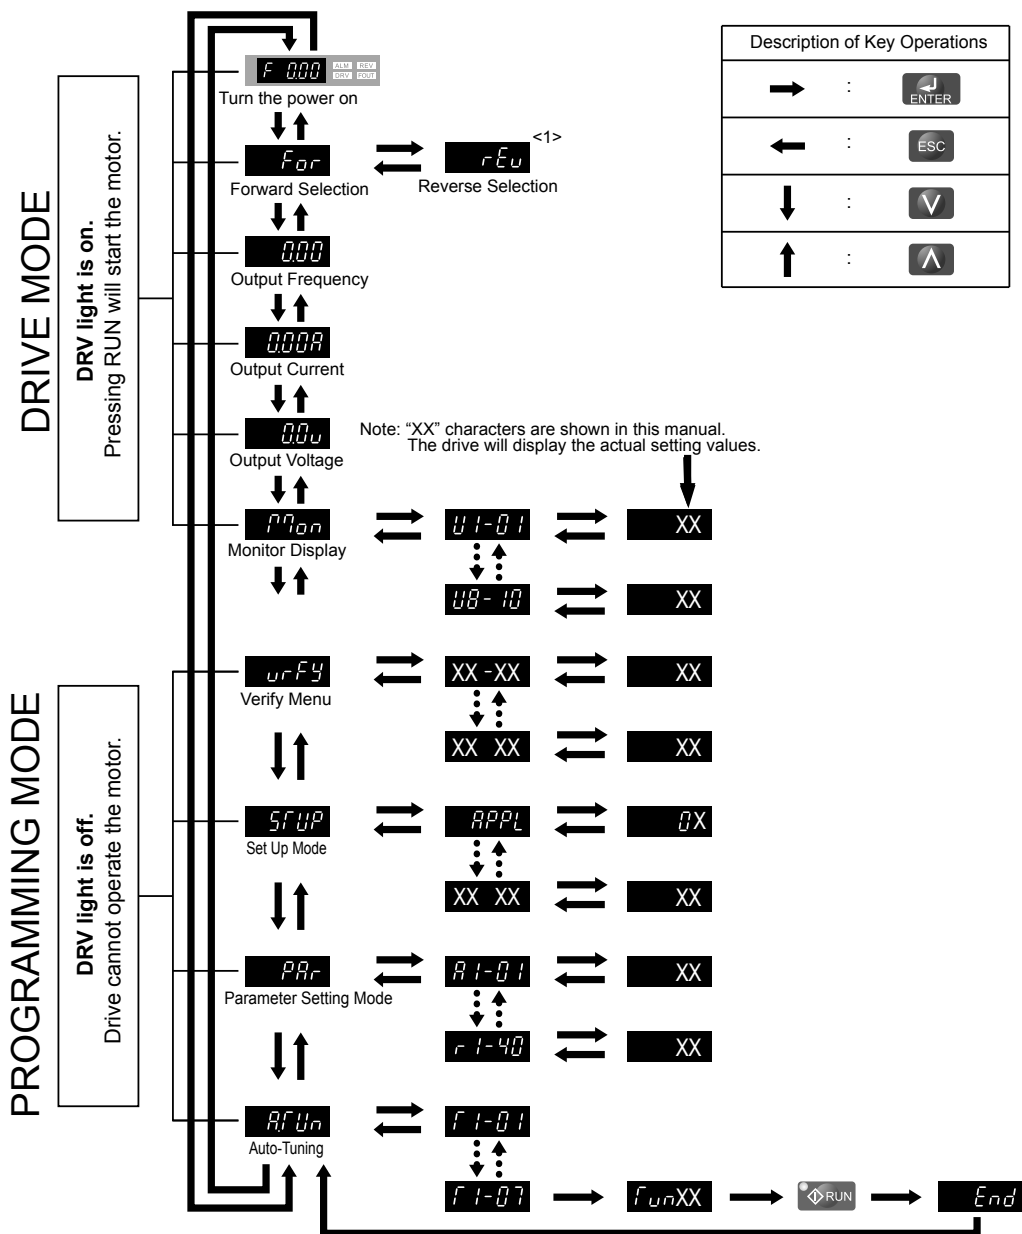 DRIVE MODE
DRV light is on.
Pressing RUN will start the motor.
F 0.00
ALM REV
DRV FOUT
Turn the power on
For
Forward Selection
rEv
<1>
Reverse Selection
0.00
Output Frequency
0.00A
Output Current
0.0v
Output Voltage
Mon
Monitor Display
U1-01
XX
U8-10
XX
Note: “XX” characters are shown in this manual.
The drive will display the actual setting values.
Description of Key Operations
:
ENTER
:
ESC
:
:
PROGRAMMING MODE
DRV light is off.
Drive cannot operate the motor.
vrFY
Verify Menu
XX-XX
XX
XX XX
XX
STUP
Set Up Mode
APPL
0X
XX XX
XX
PAr
Parameter Setting Mode
A1-01
XX
r1-40
XX
A.TUn
Auto-Tuning
T1-01
T1-07
TunXX
RUN
End